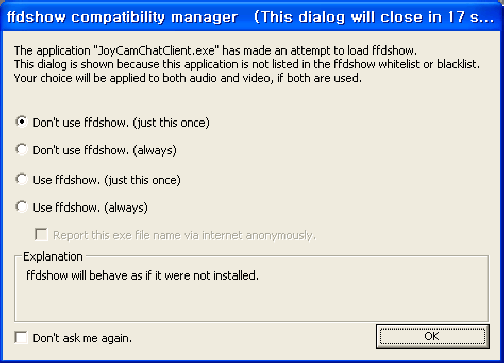 ffdshow compatibility manager (This dialog will close in 17 s...
The application "JoyCamChatClient.exe" has made an attempt to load ffdshow.
This dialog is shown because this application is not listed in the ffdshow whitelist or blacklist.
Your choice will be applied to both audio and video, if both are used.
Don't use ffdshow. (just this once)
Don't use ffdshow. (always)
Use ffdshow. (just this once)
Use ffdshow. (always)
Report this exe file name via internet anonymously.
Explanation
ffdshow will behave as if it were not installed.
Don't ask me again.
OK